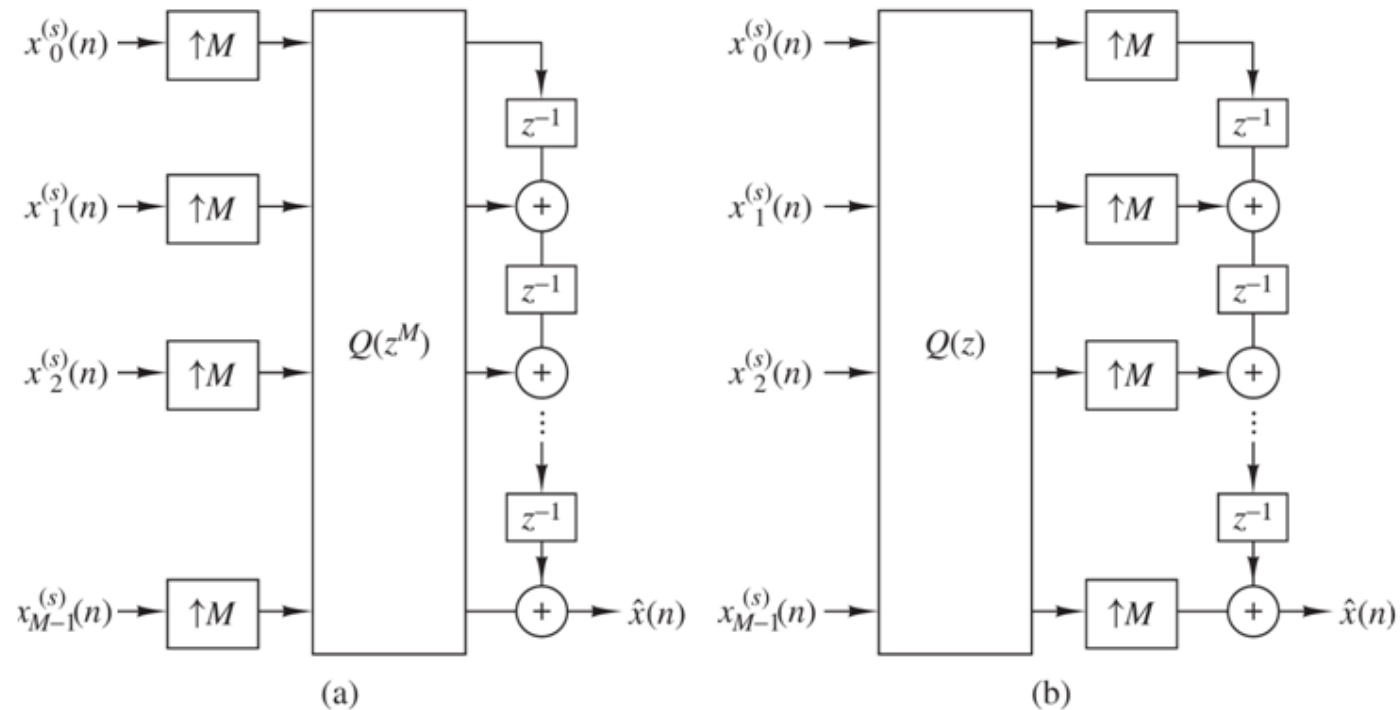 x_0^{(s)}(n) ↑M x_0^{(s)}(n) ↑M
z^{-1} z^{-1}
x_1^{(s)}(n) ↑M + x_1^{(s)}(n) ↑M +
z^{-1} z^{-1}
Q(z^M) Q(z)
x_2^{(s)}(n) ↑M + x_2^{(s)}(n) ↑M +
z^{-1} z^{-1}
x_{M-1}^{(s)}(n) ↑M + x̂(n) x_{M-1}^{(s)}(n) ↑M + x̂(n)
(a) (b)